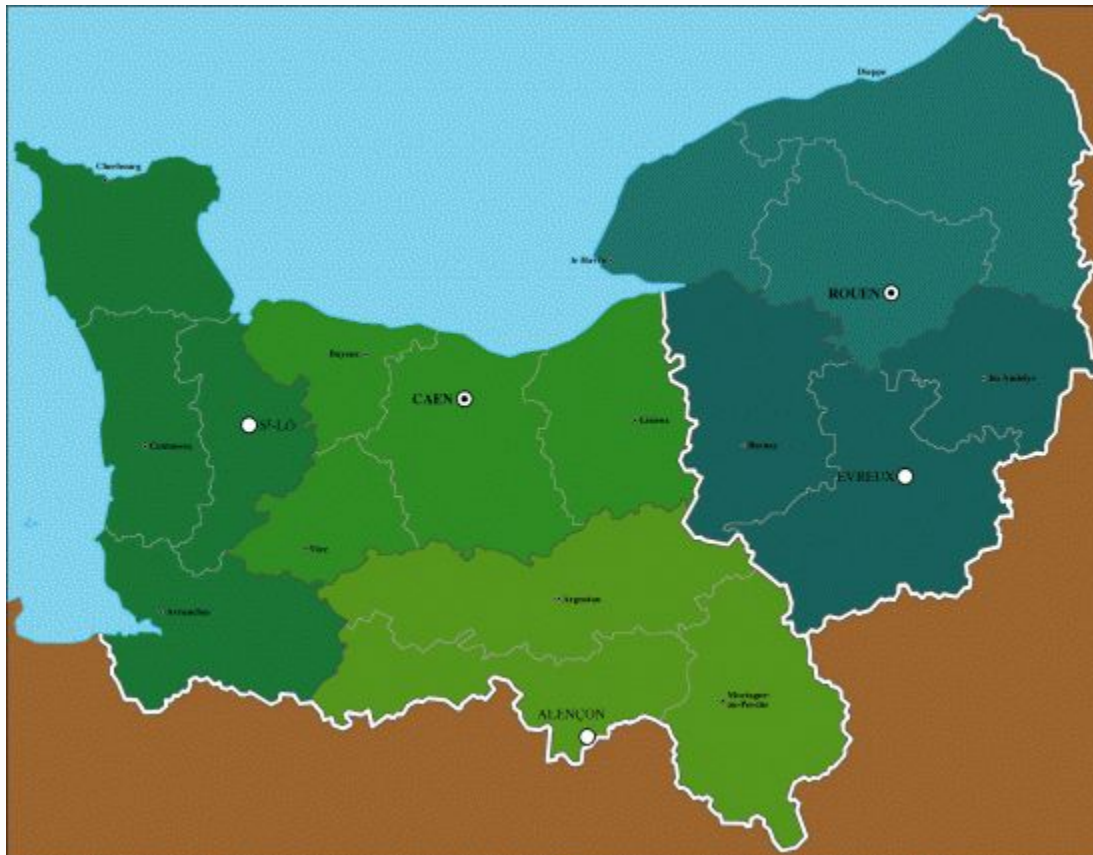 Dieppe
Cherbourg
le Havre
ROUEN
Bayeux
les Andelys
CAEN
Lisieux
St-LÔ
Coutances
Bernay
EVREUX
Vire
Argentan
Avranches
Mortagne-
au-Perche
ALENÇON